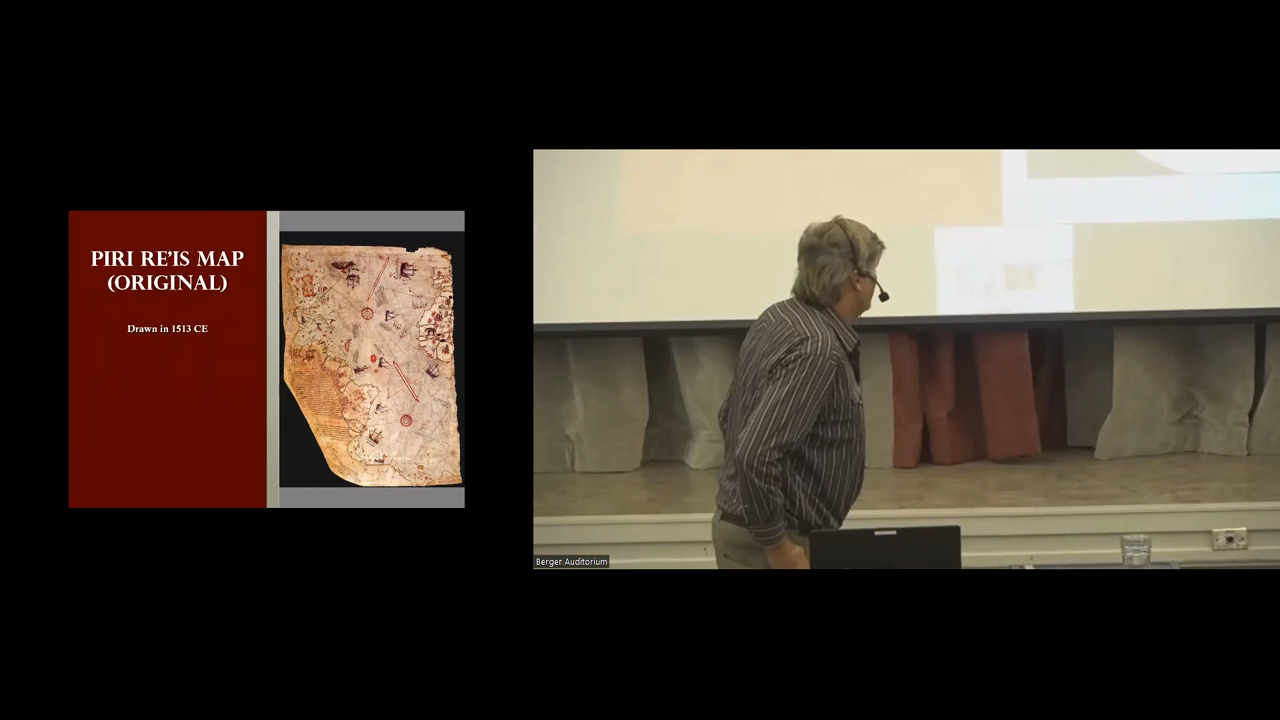 PIRI RE'IS MAP
(ORIGINAL)
Drawn in 1513 CE
Berger Auditorium